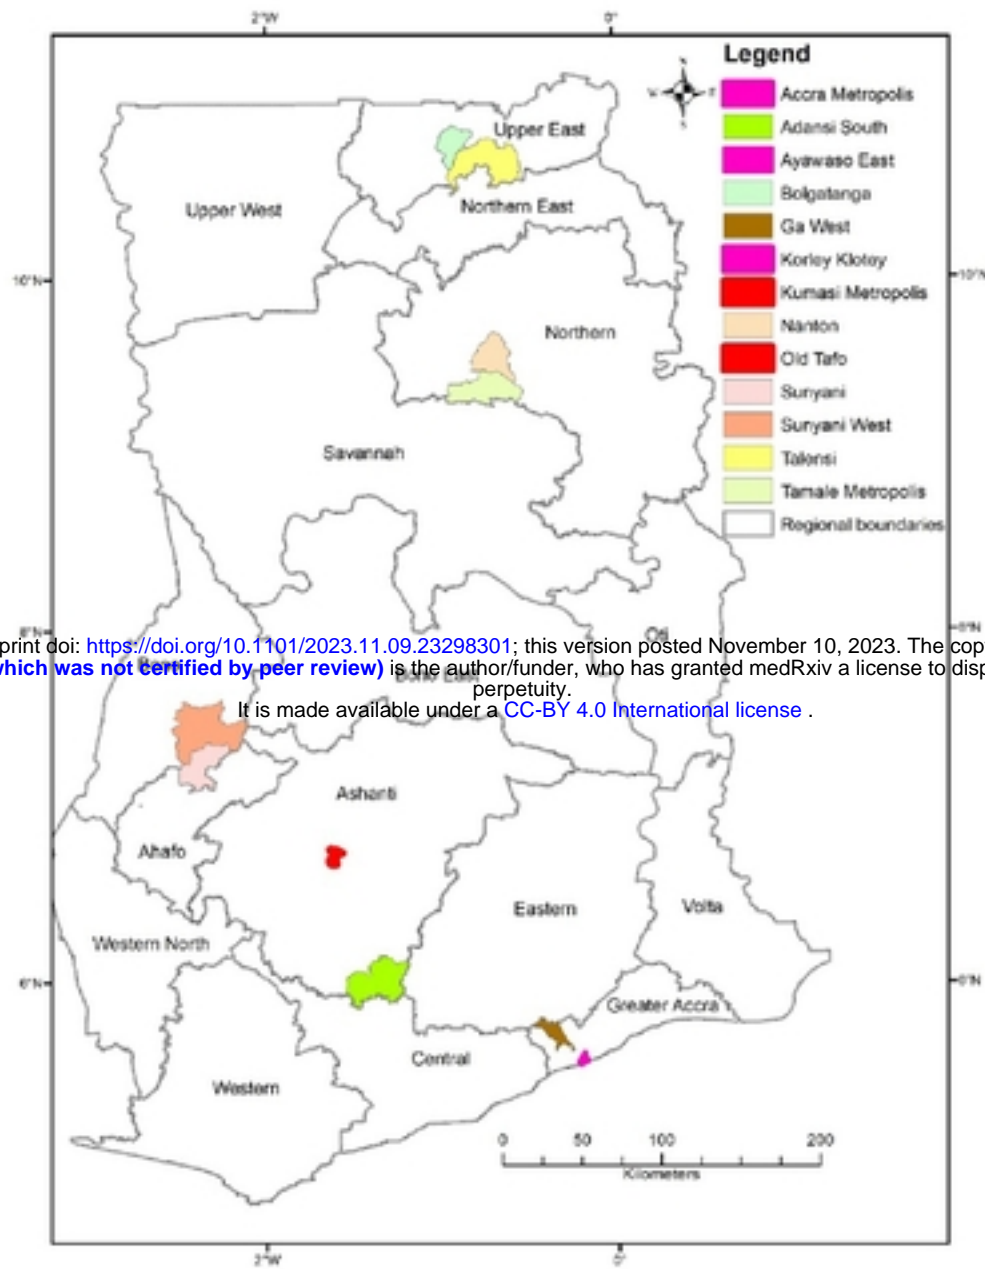 2°W 0°
Legend
N
W E
S
Accra Metropolis
Adansi South
Ayawaso East
Bolgatanga
Ga West
Korley Klotey
Kumasi Metropolis
Nanton
Old Tafo
Sunyani
Sunyani West
Talensi
Tamale Metropolis
Regional boundaries
Upper East
Upper West
Northern East
10°N 10°N
Northern
Savannah
8°N Oti 8°N
print doi: https://doi.org/10.1101/2023.11.09.23298301; this version posted November 10, 2023. The cop
which was not certified by peer review) is the author/funder, who has granted medRxiv a license to disp
Bono East
perpetuity.
It is made available under a CC-BY 4.0 International license .
Ashanti
Ahafo
Eastern
Volta
Western North
6°N 6°N
Greater Accra
Central
Western
0 50 100 200
Kilometers
2°W 0°